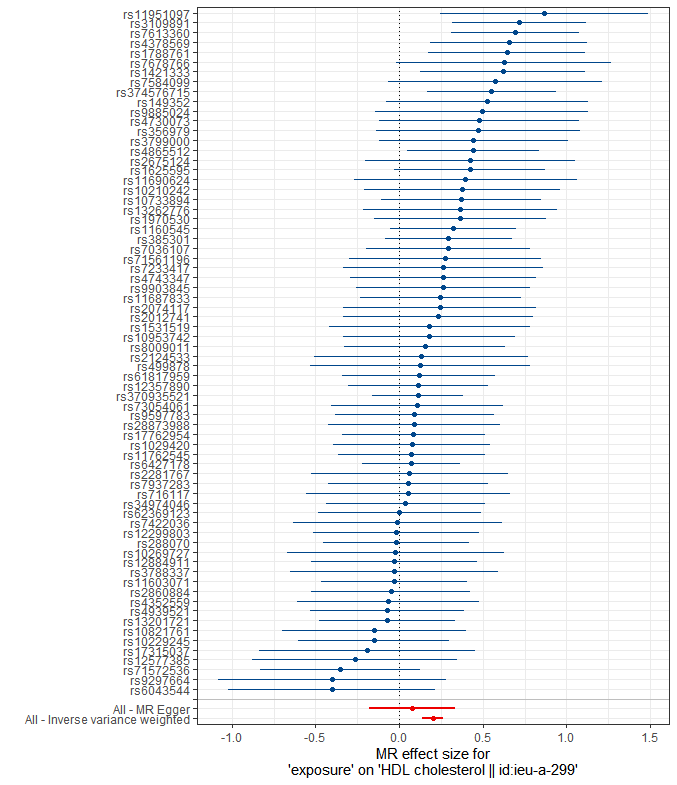 rs11951097
rs3109891
rs7613360
rs4378569
rs1788761
rs7678766
rs1421333
rs7584099
rs374576715
rs149352
rs9885024
rs4730073
rs356979
rs3799000
rs4865512
rs2675124
rs1625595
rs11690624
rs10210242
rs10733894
rs13262776
rs1970530
rs1160545
rs385301
rs7036107
rs71561196
rs7233417
rs4743347
rs9903845
rs11687833
rs2074117
rs2012741
rs1531519
rs10953742
rs8009011
rs2124533
rs499878
rs61817959
rs12357890
rs370935521
rs73054061
rs9597783
rs28873988
rs17762954
rs1029420
rs11762545
rs6427178
rs2281767
rs7937283
rs716117
rs34974046
rs62369123
rs7422036
rs12299803
rs288070
rs10269727
rs12884911
rs3788337
rs11603071
rs2860884
rs4352559
rs4939521
rs13201721
rs10821761
rs10229245
rs17315037
rs12577385
rs71572536
rs9297664
rs6043544
All - MR Egger
All - Inverse variance weighted
-1.0 -0.5 0.0 0.5 1.0 1.5
MR effect size for
'exposure' on 'HDL cholesterol || id:ieu-a-299'